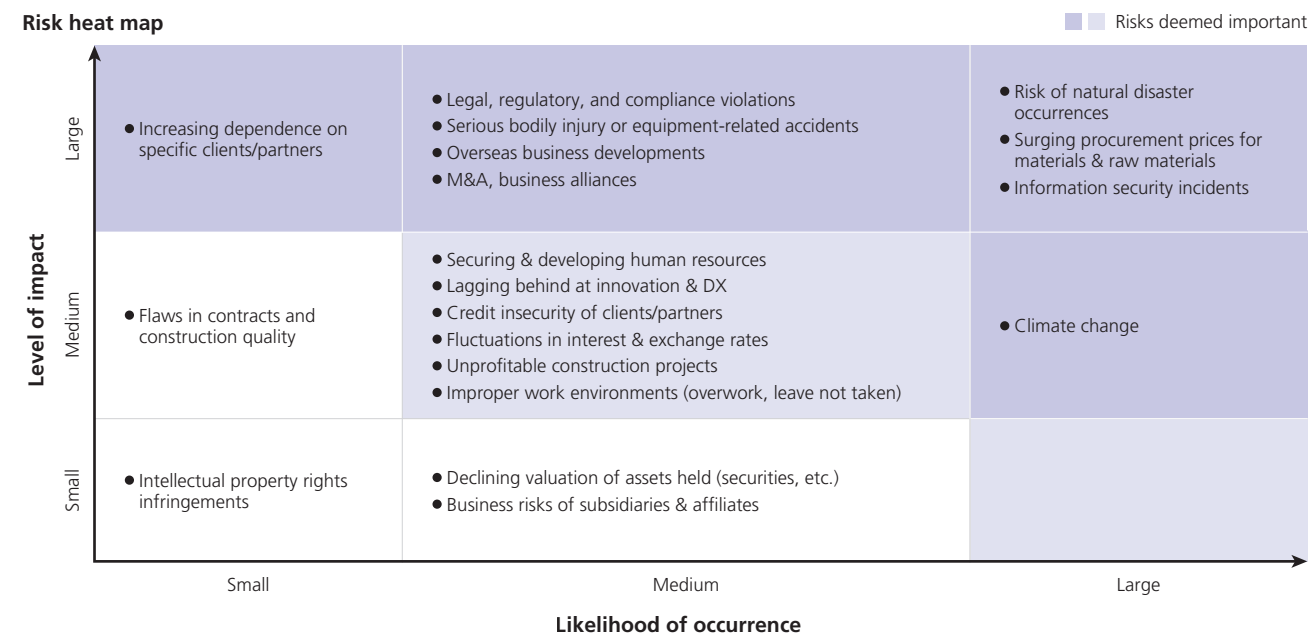 Risk heat map
Risks deemed important
Level of impact
Large
● Increasing dependence on
specific clients/partners
● Legal, regulatory, and compliance violations
● Serious bodily injury or equipment-related accidents
● Overseas business developments
● M&A, business alliances
● Risk of natural disaster
occurrences
● Surging procurement prices for
materials & raw materials
● Information security incidents
Medium
● Flaws in contracts and
construction quality
● Securing & developing human resources
● Lagging behind at innovation & DX
● Credit insecurity of clients/partners
● Fluctuations in interest & exchange rates
● Unprofitable construction projects
● Improper work environments (overwork, leave not taken)
● Climate change
Small
● Intellectual property rights
infringements
● Declining valuation of assets held (securities, etc.)
● Business risks of subsidiaries & affiliates
Small
Medium
Large
Likelihood of occurrence